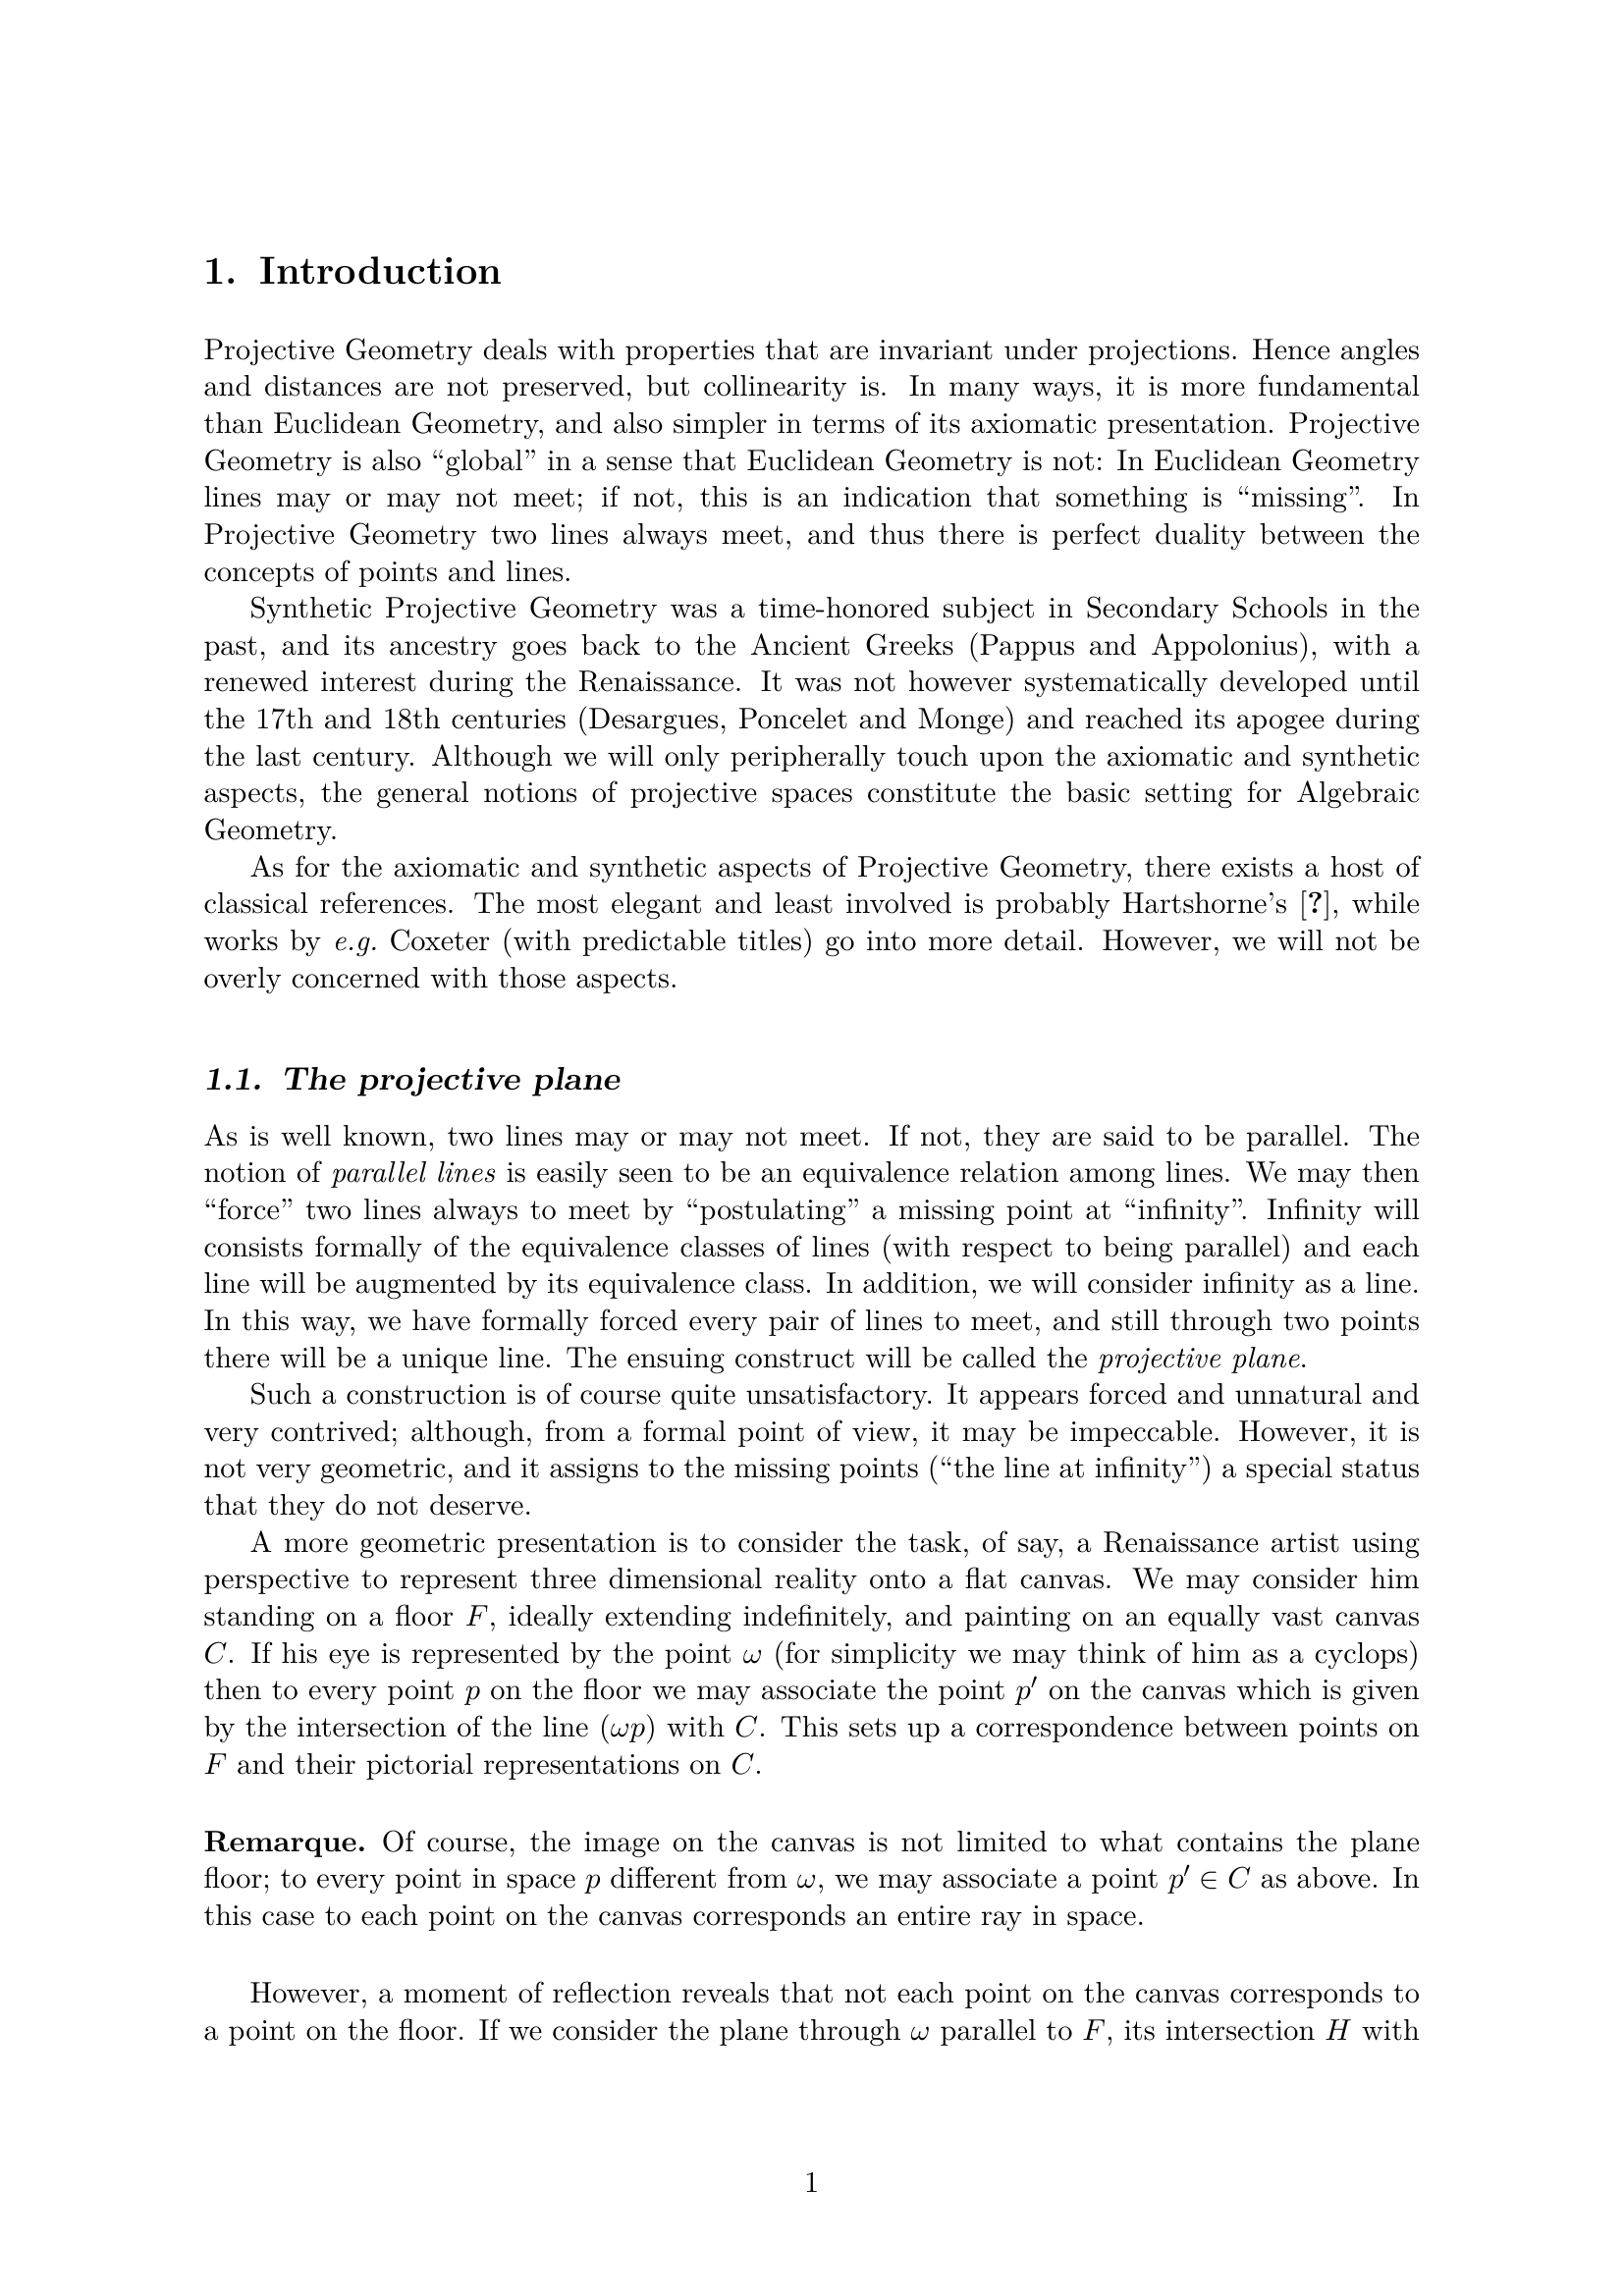 1. Introduction
Projective Geometry deals with properties that are invariant under projections. Hence angles
and distances are not preserved, but collinearity is. In many ways, it is more fundamental
than Euclidean Geometry, and also simpler in terms of its axiomatic presentation. Projective
Geometry is also “global” in a sense that Euclidean Geometry is not: In Euclidean Geometry
lines may or may not meet; if not, this is an indication that something is “missing”. In
Projective Geometry two lines always meet, and thus there is perfect duality between the
concepts of points and lines.
Synthetic Projective Geometry was a time-honored subject in Secondary Schools in the
past, and its ancestry goes back to the Ancient Greeks (Pappus and Appolonius), with a
renewed interest during the Renaissance. It was not however systematically developed until
the 17th and 18th centuries (Desargues, Poncelet and Monge) and reached its apogee during
the last century. Although we will only peripherally touch upon the axiomatic and synthetic
aspects, the general notions of projective spaces constitute the basic setting for Algebraic
Geometry.
As for the axiomatic and synthetic aspects of Projective Geometry, there exists a host of
classical references. The most elegant and least involved is probably Hartshorne’s [?], while
works by e.g. Coxeter (with predictable titles) go into more detail. However, we will not be
overly concerned with those aspects.
1.1. The projective plane
As is well known, two lines may or may not meet. If not, they are said to be parallel. The
notion of parallel lines is easily seen to be an equivalence relation among lines. We may then
“force” two lines always to meet by “postulating” a missing point at “infinity”. Infinity will
consists formally of the equivalence classes of lines (with respect to being parallel) and each
line will be augmented by its equivalence class. In addition, we will consider infinity as a line.
In this way, we have formally forced every pair of lines to meet, and still through two points
there will be a unique line. The ensuing construct will be called the projective plane.
Such a construction is of course quite unsatisfactory. It appears forced and unnatural and
very contrived; although, from a formal point of view, it may be impeccable. However, it is
not very geometric, and it assigns to the missing points (“the line at infinity”) a special status
that they do not deserve.
A more geometric presentation is to consider the task, of say, a Renaissance artist using
perspective to represent three dimensional reality onto a flat canvas. We may consider him
standing on a floor F, ideally extending indefinitely, and painting on an equally vast canvas
C. If his eye is represented by the point ω (for simplicity we may think of him as a cyclops)
then to every point p on the floor we may associate the point p′ on the canvas which is given
by the intersection of the line (ωp) with C. This sets up a correspondence between points on
F and their pictorial representations on C.
Remarque. Of course, the image on the canvas is not limited to what contains the plane
floor; to every point in space p different from ω, we may associate a point p′ ∈ C as above. In
this case to each point on the canvas corresponds an entire ray in space.
However, a moment of reflection reveals that not each point on the canvas corresponds to
a point on the floor. If we consider the plane through ω parallel to F, its intersection H with
1